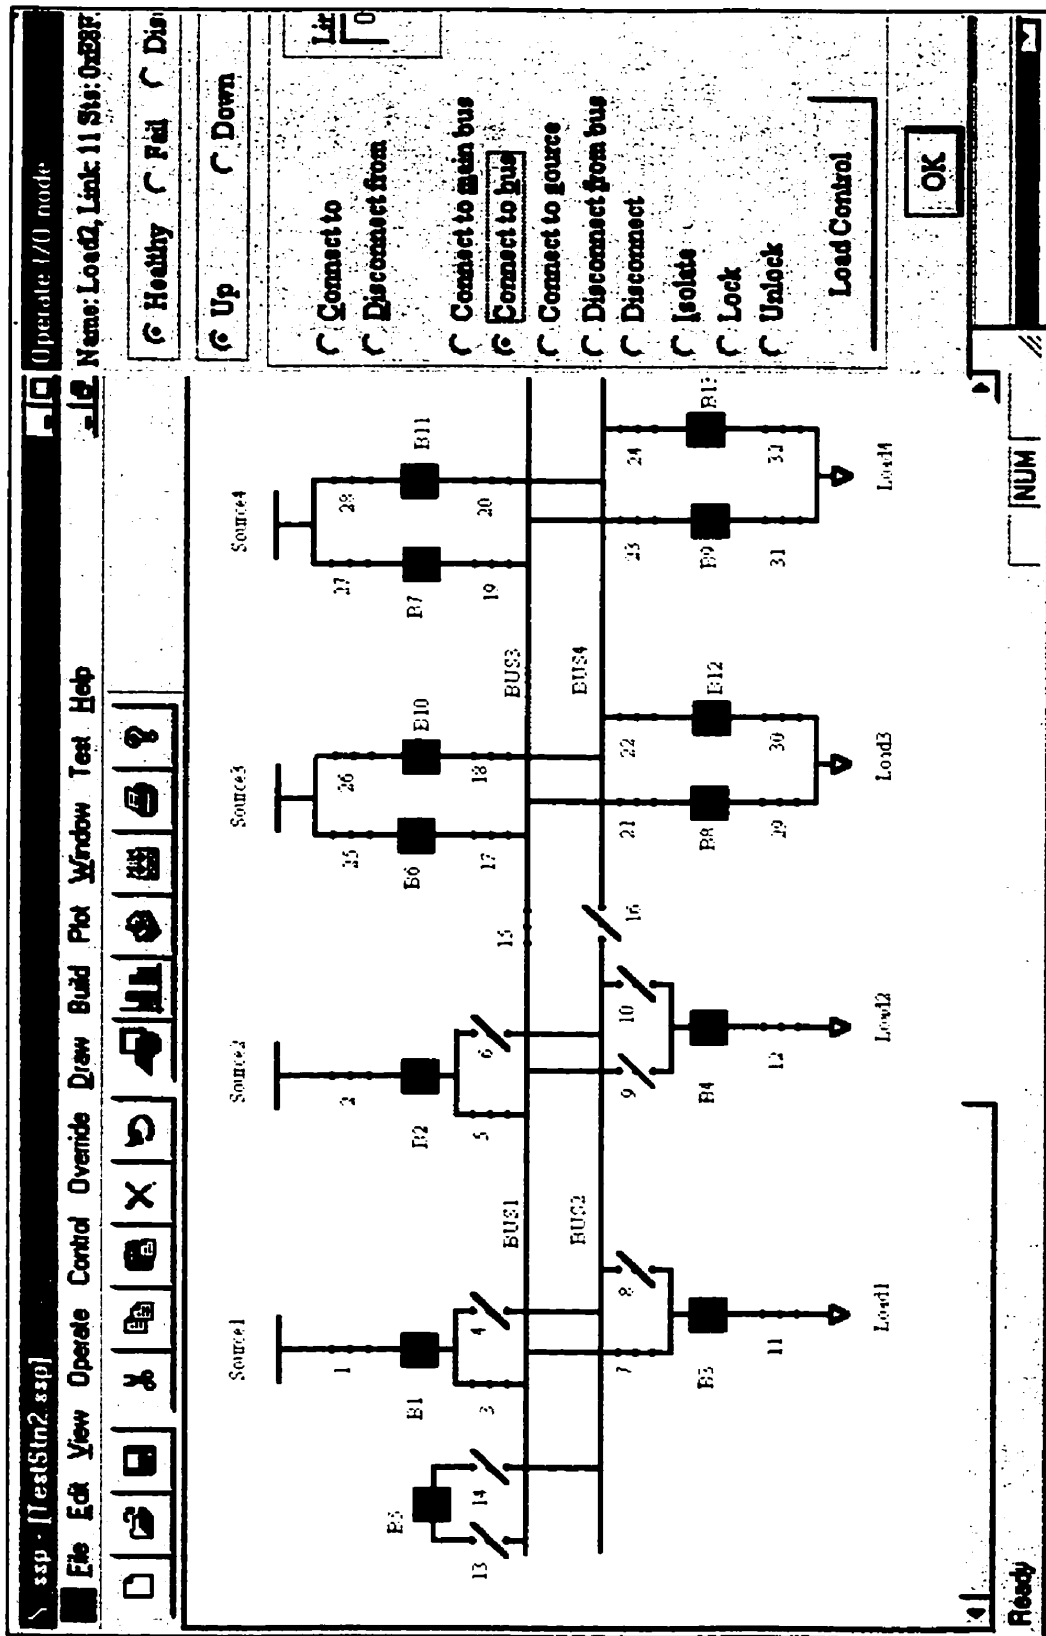 ssp - [TestStn2.ssp]
File Edit View Operate Control Override Draw Build Plot Window Test Help
Source1
Source2
Source3
Source4
1
2
25
26
27
28
B5
B1
B2
B6
B10
B7
B11
13
14
3
4
5
6
17
18
19
20
BUS1
15
BUS3
BUS2
16
BUS4
7
8
9
10
21
22
23
24
B3
B4
B8
B12
B9
11
12
29
30
31
32
Load1
Load2
Load3
Load4
Ready
NUM
Operate I/O node
Name: Load2, Link: 11 Sts: 0xE8F
Healthy Fail Dis
Up Down
Connect to
Disconnect from
Connect to main bus
Connect to bus
Connect to source
Disconnect from bus
Disconnect
Isolate
Lock
Unlock
Load Control
OK